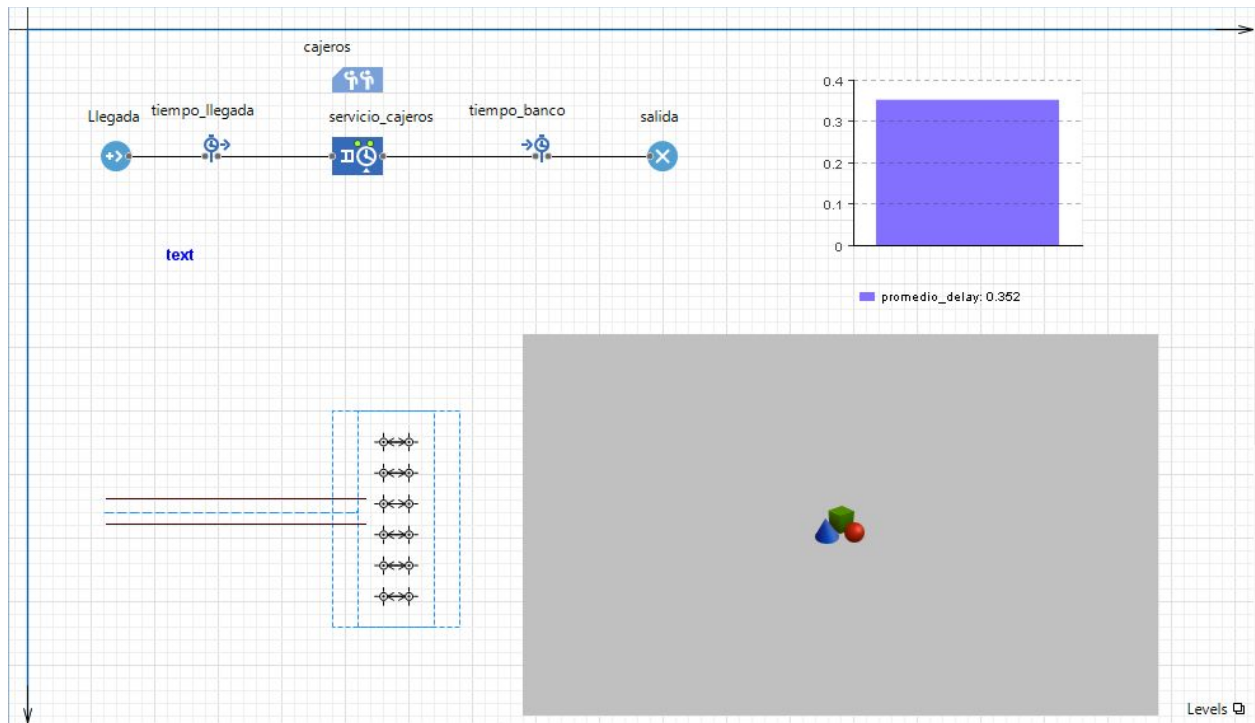 cajeros
Llegada
tiempo_llegada
servicio_cajeros
tiempo_banco
salida
text
0.4
0.3
0.2
0.1
0
promedio_delay: 0.352
Levels